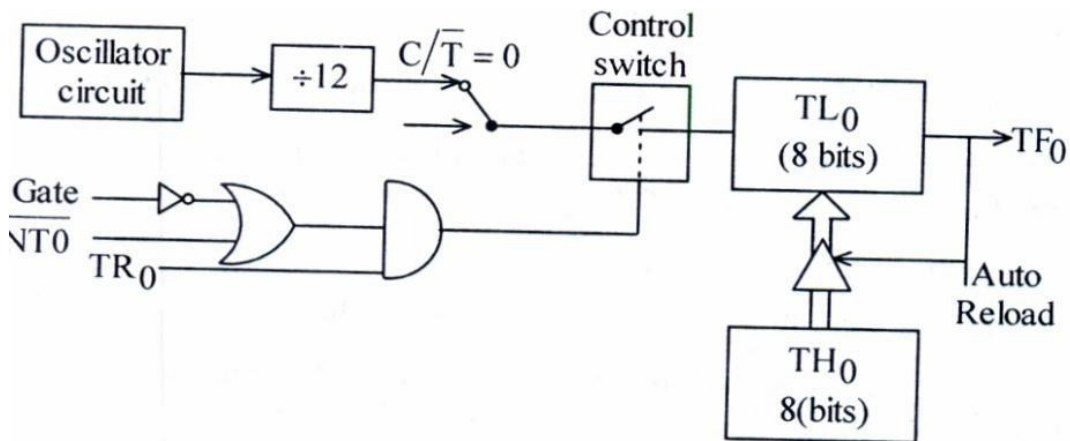 Oscillator
circuit
÷12
C/T̅ = 0
Control
switch
TL0
(8 bits)
TF0
Gate
NT0
TR0
Auto
Reload
TH0
8(bits)